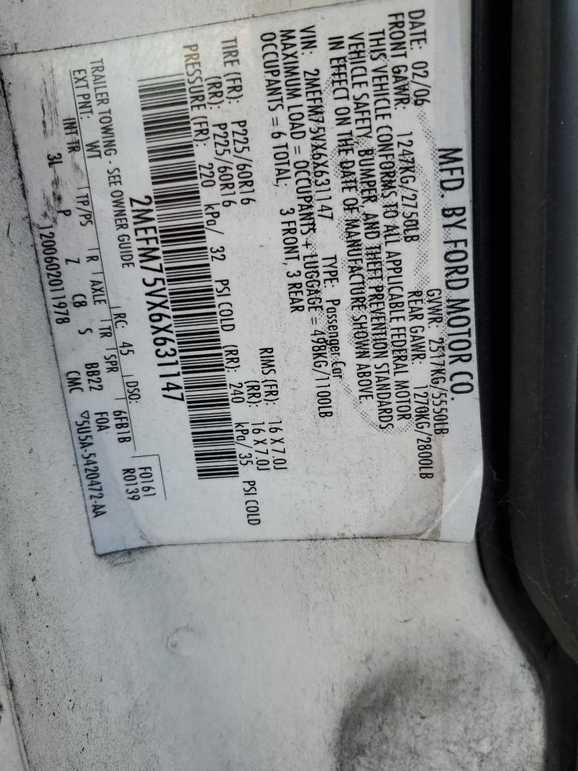 MFD. BY FORD MOTOR CO.
DATE: 02/06 GVWR: 2517KG/5550LB
FRONT GAWR: 1247KG/2750LB REAR GAWR: 1270KG/2800LB
THIS VEHICLE CONFORMS TO ALL APPLICABLE FEDERAL MOTOR
VEHICLE SAFETY, BUMPER, AND THEFT PREVENTION STANDARDS
IN EFFECT ON THE DATE OF MANUFACTURE SHOWN ABOVE.
VIN: 2MEFM75VX6X631147 TYPE: Passenger Car
MAXIMUM LOAD = OCCUPANTS + LUGGAGE = 498KG/1100LB
OCCUPANTS = 6 TOTAL; 3 FRONT, 3 REAR
TIRE (FR): P225/60R16 RIMS (FR): 16 X 7.0J
(RR): P225/60R16 (RR): 16 X 7.0J
PRESSURE (FR): 220 kPa/ 32 PSI COLD (RR): 240 kPa/35 PSI COLD
2MEFM75VX6X631147
TRAILER TOWING - SEE OWNER GUIDE
F0161
R0139
EXT PNT: WT RC: 45 DSO: 6FB1B
INT TR TP/PS R AXLE TR SPR
3L P Z CB S BB22 F0A
1200602011978 CMC ▽5U5A-5420472-AA